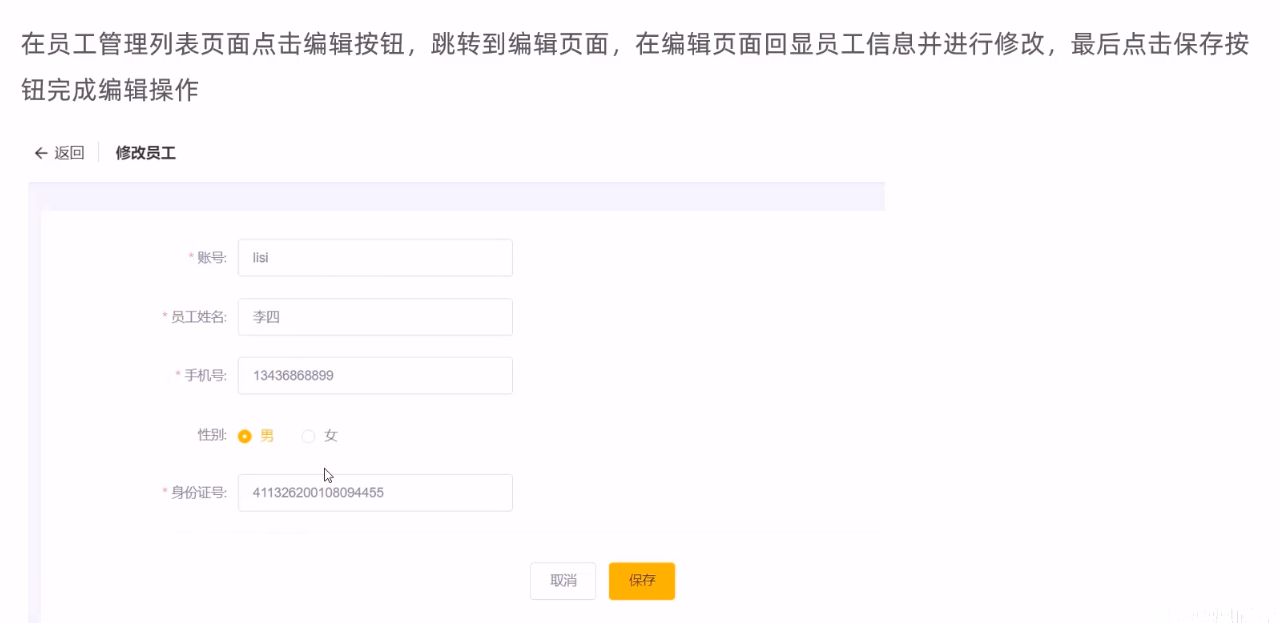 在员工管理列表页面点击编辑按钮，跳转到编辑页面，在编辑页面回显员工信息并进行修改，最后点击保存按
钮完成编辑操作
← 返回 修改员工
* 账号: lisi
* 员工姓名: 李四
* 手机号: 13436868899
性别: 男 女
* 身份证号: 411326200108094455
取消 保存